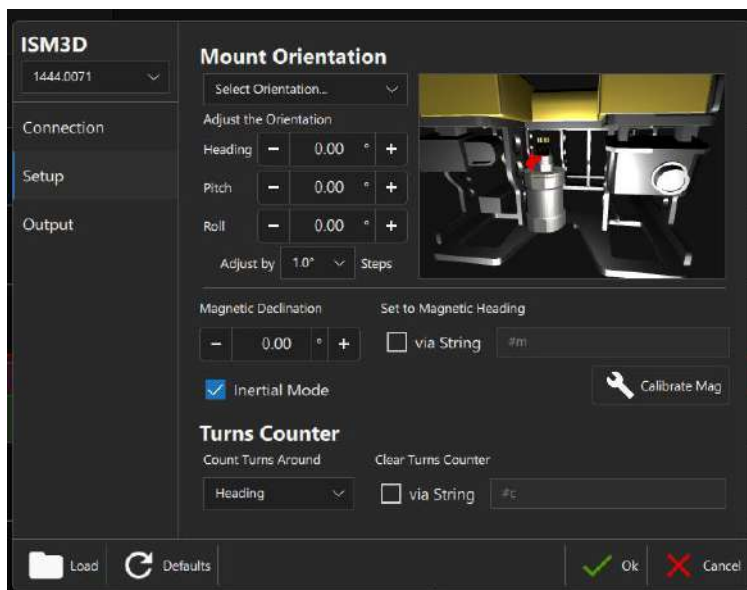 ISM3D
1444.0071
Connection
Setup
Output
Mount Orientation
Select Orientation...
Adjust the Orientation
Heading − 0.00 ° +
Pitch − 0.00 ° +
Roll − 0.00 ° +
Adjust by 1.0° Steps
Magnetic Declination
− 0.00 ° +
Set to Magnetic Heading
via String #m
Inertial Mode
Calibrate Mag
Turns Counter
Count Turns Around
Heading
Clear Turns Counter
via String #c
Load
Defaults
Ok
Cancel